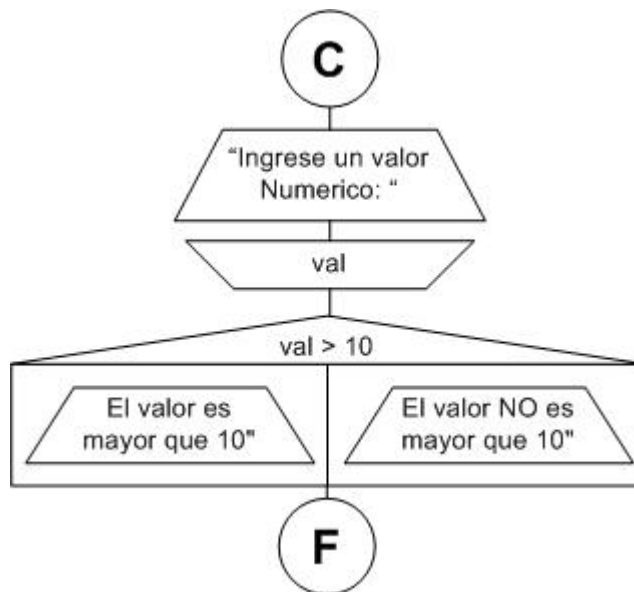 C
“Ingrese un valor
Numerico: “
val
val > 10
El valor es
mayor que 10"
El valor NO es
mayor que 10"
F